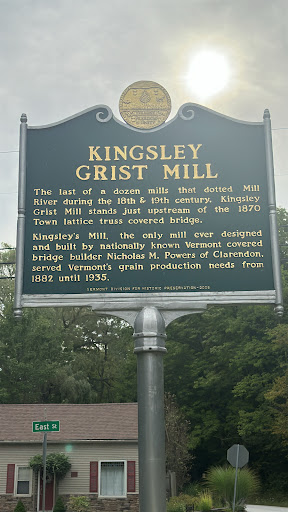 KINGSLEY
GRIST MILL
The last of a dozen mills that dotted Mill
River during the 18th & 19th century, Kingsley
Grist Mill stands just upstream of the 1870
Town lattice truss covered bridge.
Kingsley's Mill, the only mill ever designed
and built by nationally known Vermont covered
bridge builder Nicholas M. Powers of Clarendon,
served Vermont's grain production needs from
1882 until 1935.
VERMONT DIVISION FOR HISTORIC PRESERVATION-2005
East St